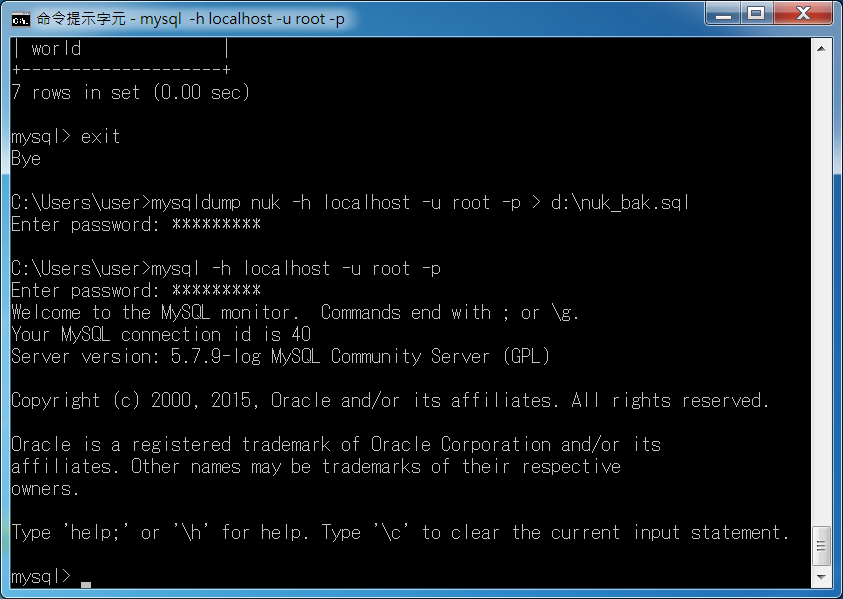 命令提示字元 - mysql -h localhost -u root -p
| world              |
+--------------------+
7 rows in set (0.00 sec)
mysql> exit
Bye
C:\Users\user>mysqldump nuk -h localhost -u root -p > d:\nuk_bak.sql
Enter password: *********
C:\Users\user>mysql -h localhost -u root -p
Enter password: *********
Welcome to the MySQL monitor.  Commands end with ; or \g.
Your MySQL connection id is 40
Server version: 5.7.9-log MySQL Community Server (GPL)
Copyright (c) 2000, 2015, Oracle and/or its affiliates. All rights reserved.
Oracle is a registered trademark of Oracle Corporation and/or its
affiliates. Other names may be trademarks of their respective
owners.
Type 'help;' or '\h' for help. Type '\c' to clear the current input statement.
mysql> _